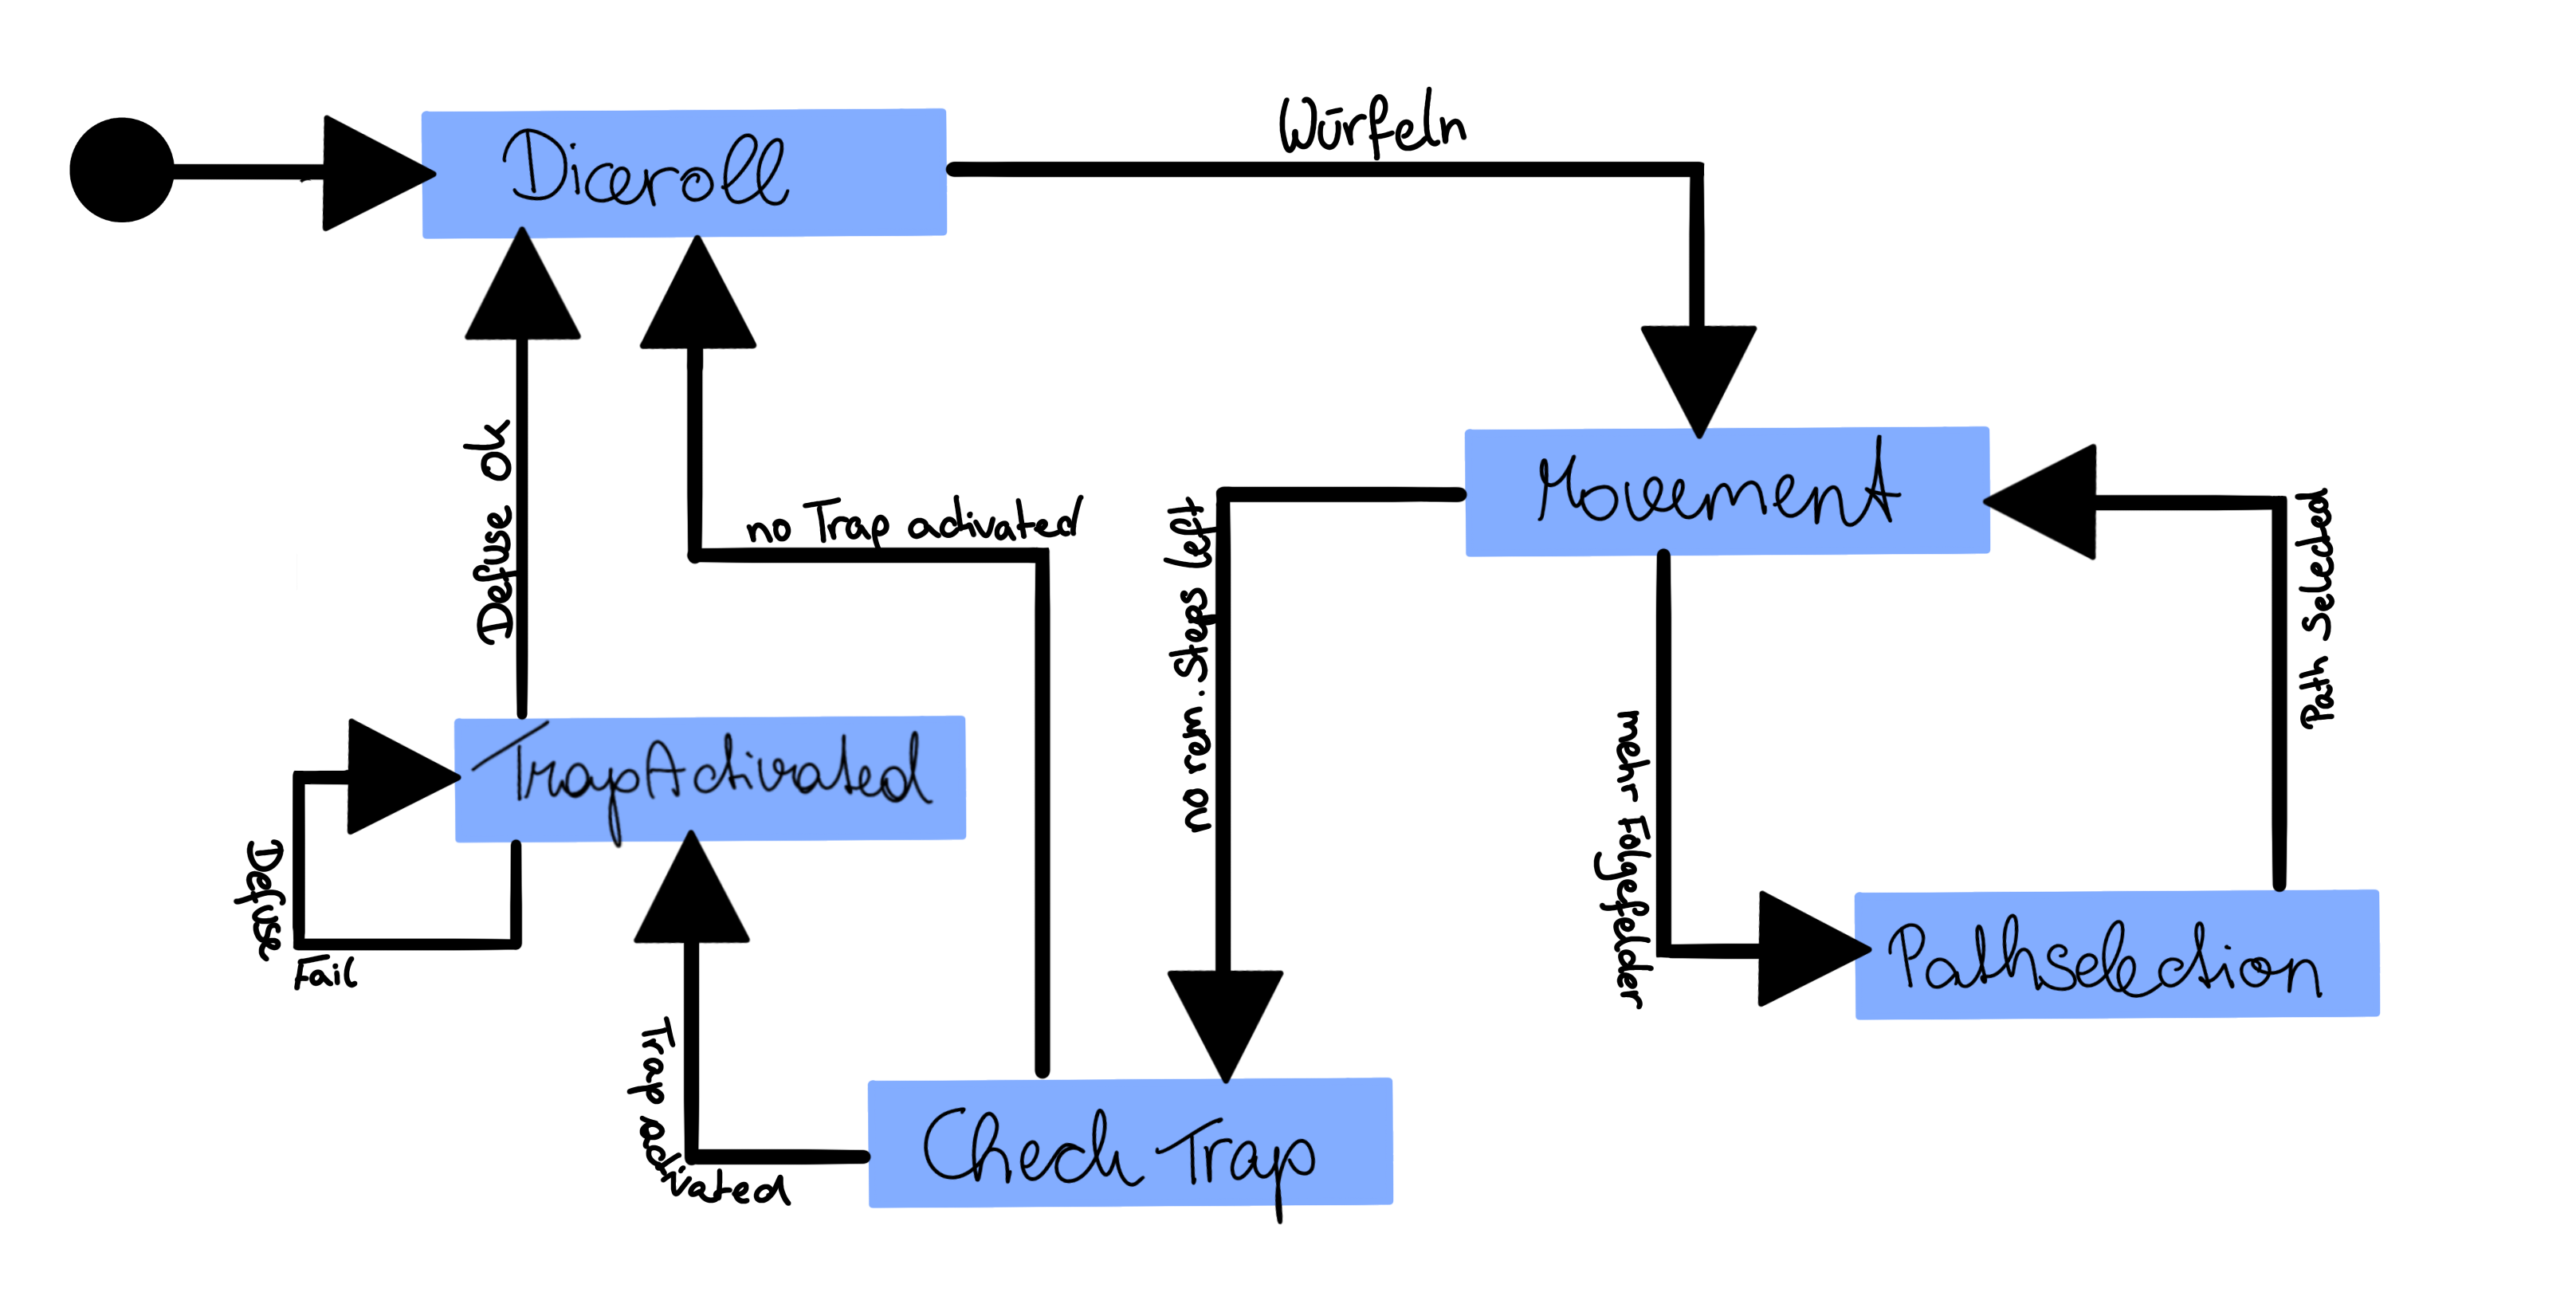 Diceroll
Würfeln
Defuse ok
no Trap activated
Movement
no rem. Steps left
Path Selected
mehr Folgefelder
TrapActivated
Defuse
Fail
Pathselection
Trap activated
Check Trap